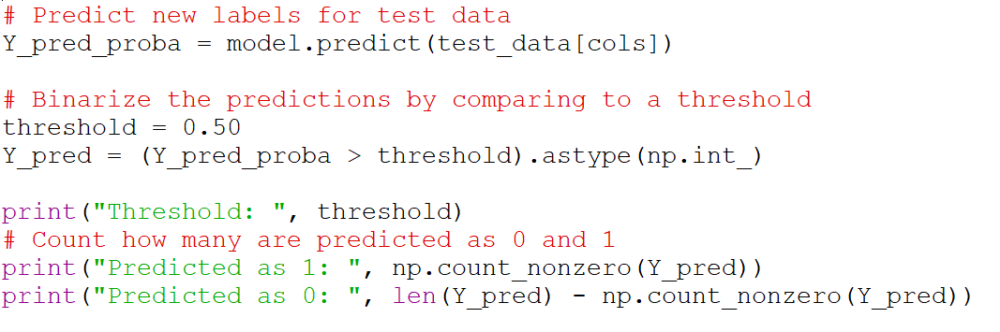 # Predict new labels for test data
Y_pred_proba = model.predict(test_data[cols])
# Binarize the predictions by comparing to a threshold
threshold = 0.50
Y_pred = (Y_pred_proba > threshold).astype(np.int_)
print("Threshold: ", threshold)
# Count how many are predicted as 0 and 1
print("Predicted as 1: ", np.count_nonzero(Y_pred))
print("Predicted as 0: ", len(Y_pred) - np.count_nonzero(Y_pred))